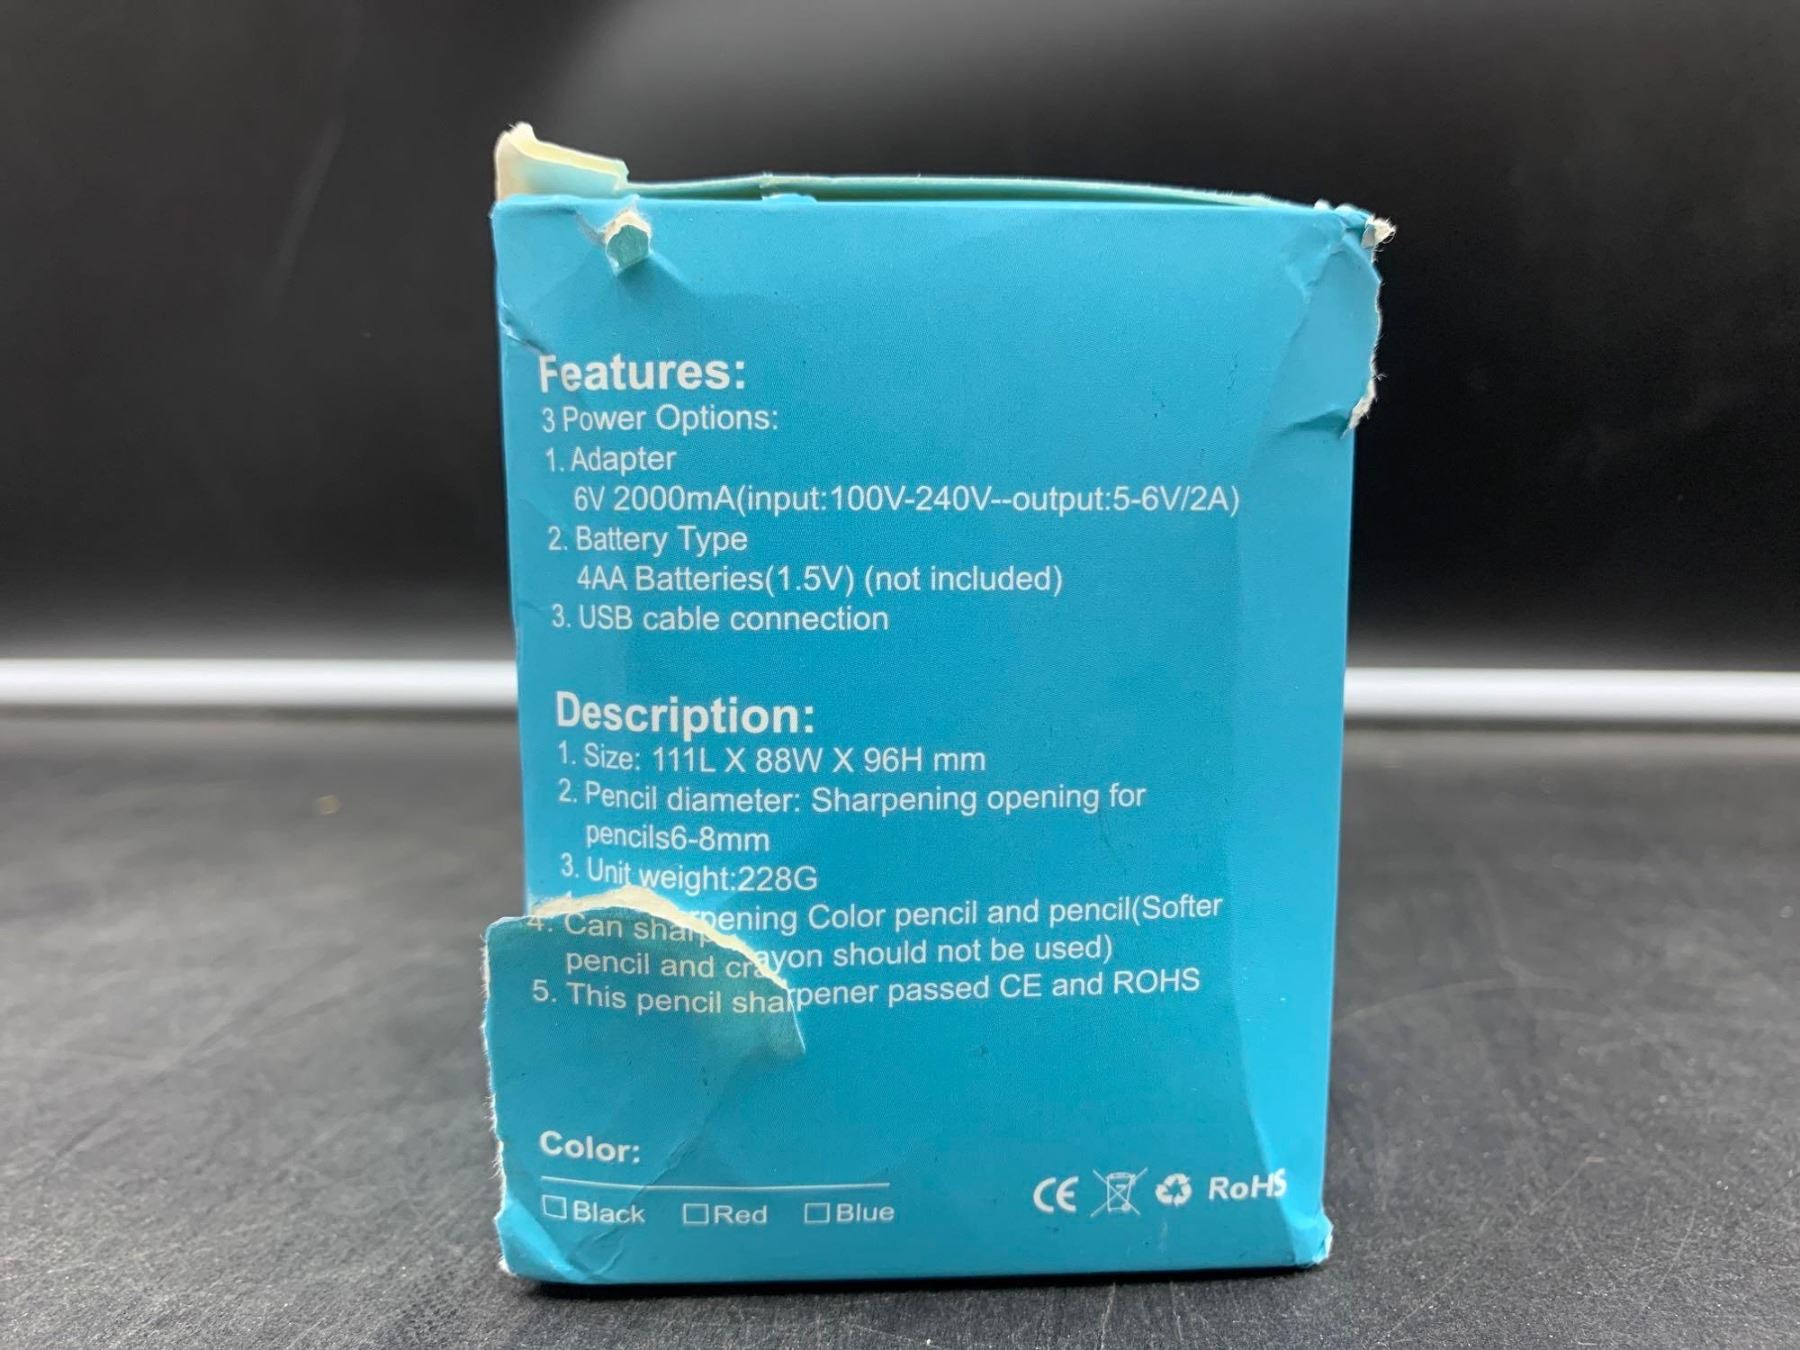 Features:
3 Power Options:
1. Adapter
6V 2000mA(input:100V-240V--output:5-6V/2A)
2. Battery Type
4AA Batteries(1.5V) (not included)
3. USB cable connection
Description:
1. Size: 111L X 88W X 96H mm
2. Pencil diameter: Sharpening opening for
pencils6-8mm
3. Unit weight:228G
4. Can sharpening Color pencil and pencil(Softer
pencil and crayon should not be used)
5. This pencil sharpener passed CE and ROHS
Color:
Black Red Blue
CE RoHS